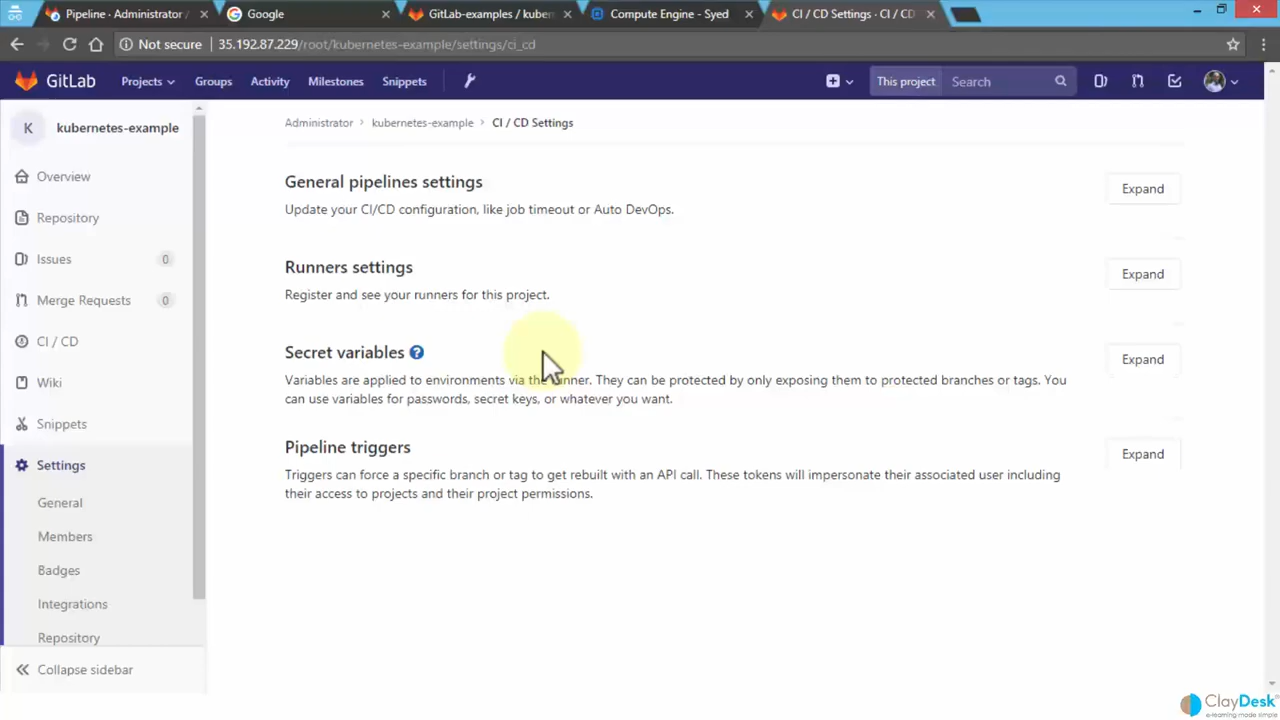 Pipeline · Administrator /
Google
GitLab-examples / kubern
Compute Engine - Syed
CI / CD Settings · CI / CD
Not secure
35.192.87.229/root/kubernetes-example/settings/ci_cd
GitLab
Projects
Groups
Activity
Milestones
Snippets
This project
Search
K
kubernetes-example
Overview
Repository
Issues
0
Merge Requests
0
CI / CD
Wiki
Snippets
Settings
General
Members
Badges
Integrations
Repository
Collapse sidebar
Administrator > kubernetes-example > CI / CD Settings
General pipelines settings
Expand
Update your CI/CD configuration, like job timeout or Auto DevOps.
Runners settings
Expand
Register and see your runners for this project.
Secret variables ?
Expand
Variables are applied to environments via the runner. They can be protected by only exposing them to protected branches or tags. You
can use variables for passwords, secret keys, or whatever you want.
Pipeline triggers
Expand
Triggers can force a specific branch or tag to get rebuilt with an API call. These tokens will impersonate their associated user including
their access to projects and their project permissions.
ClayDesk
e-learning made simple